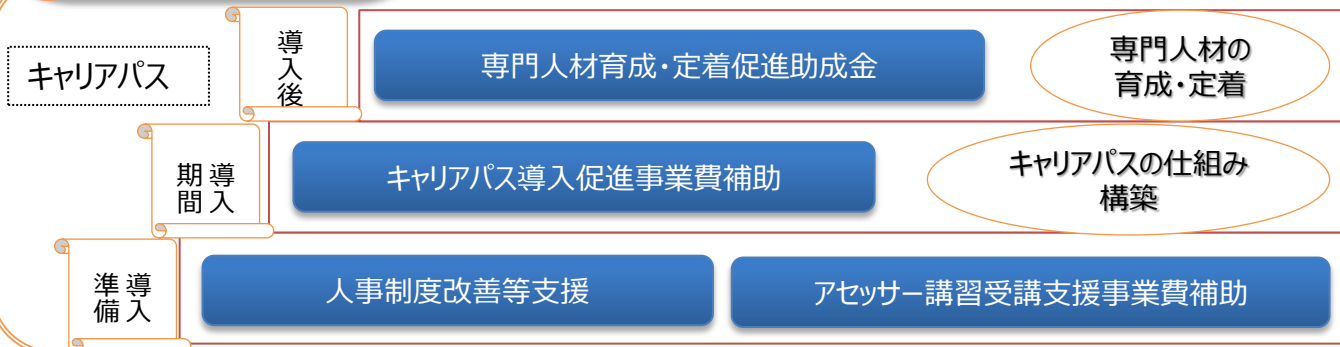 キャリアパス
導入後
専門人材育成・定着促進助成金
専門人材の
育成・定着
導入
期間
キャリアパス導入促進事業費補助
キャリアパスの仕組み
構築
導入
準備
人事制度改善等支援
アセッサー講習受講支援事業費補助